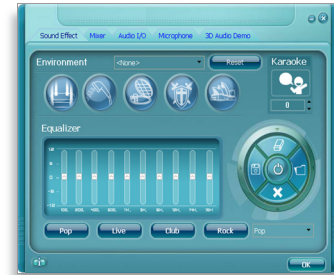 Sound Effect Mixer Audio I/O Microphone 3D Audio Demo
Environment <None> Reset Karaoke
0
Equalizer
Pop Live Club Rock Pop
OK